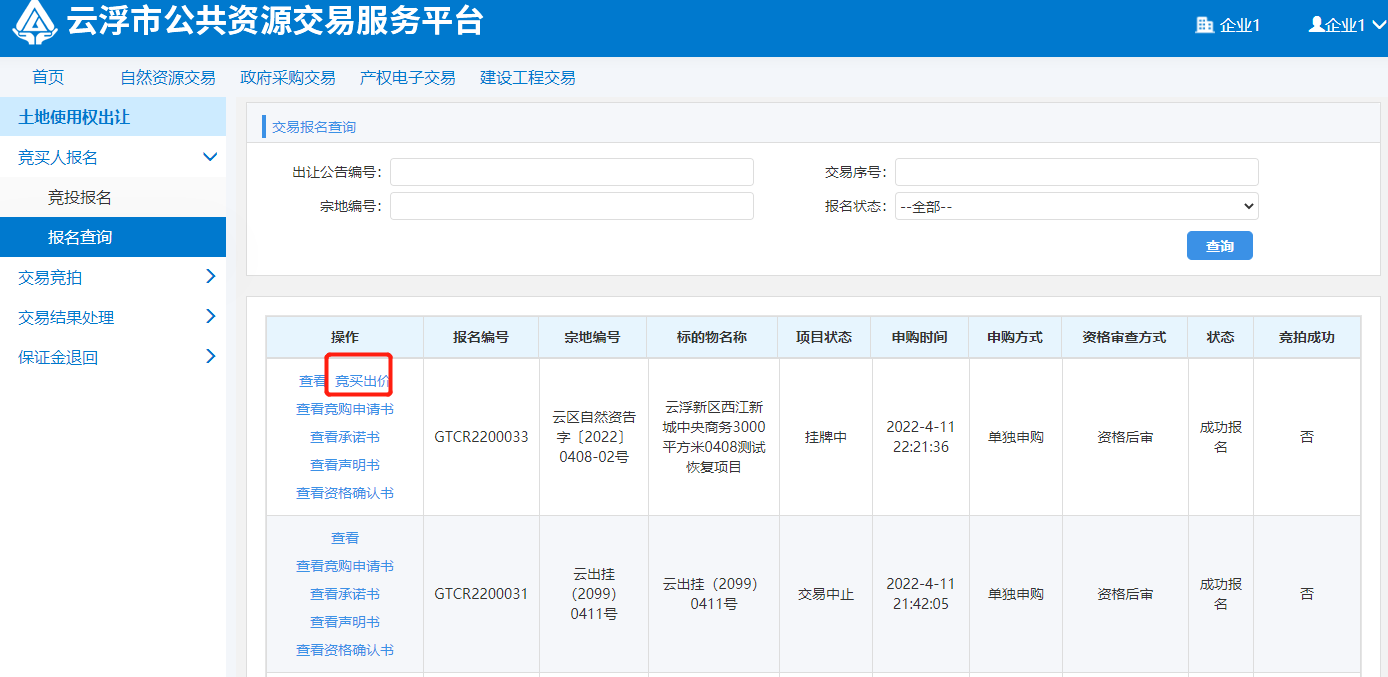 云浮市公共资源交易服务平台
企业1
企业1
首页
自然资源交易
政府采购交易
产权电子交易
建设工程交易
土地使用权出让
竞买人报名
竞投报名
报名查询
交易竞拍
交易结果处理
保证金退回
交易报名查询
出让公告编号：
交易序号：
宗地编号：
报名状态：
--全部--
查询
操作
报名编号
宗地编号
标的物名称
项目状态
申购时间
申购方式
资格审查方式
状态
竞拍成功
查看 竞买出价
查看竞购申请书
查看承诺书
查看声明书
查看资格确认书
GTCR2200033
云区自然资告
字〔2022〕
0408-02号
云浮新区西江新
城中央商务3000
平方米0408测试
恢复项目
挂牌中
2022-4-11
22:21:36
单独申购
资格后审
成功报
名
否
查看
查看竞购申请书
查看承诺书
查看声明书
查看资格确认书
GTCR2200031
云出挂
（2099）
0411号
云出挂（2099）
0411号
交易中止
2022-4-11
21:42:05
单独申购
资格后审
成功报
名
否